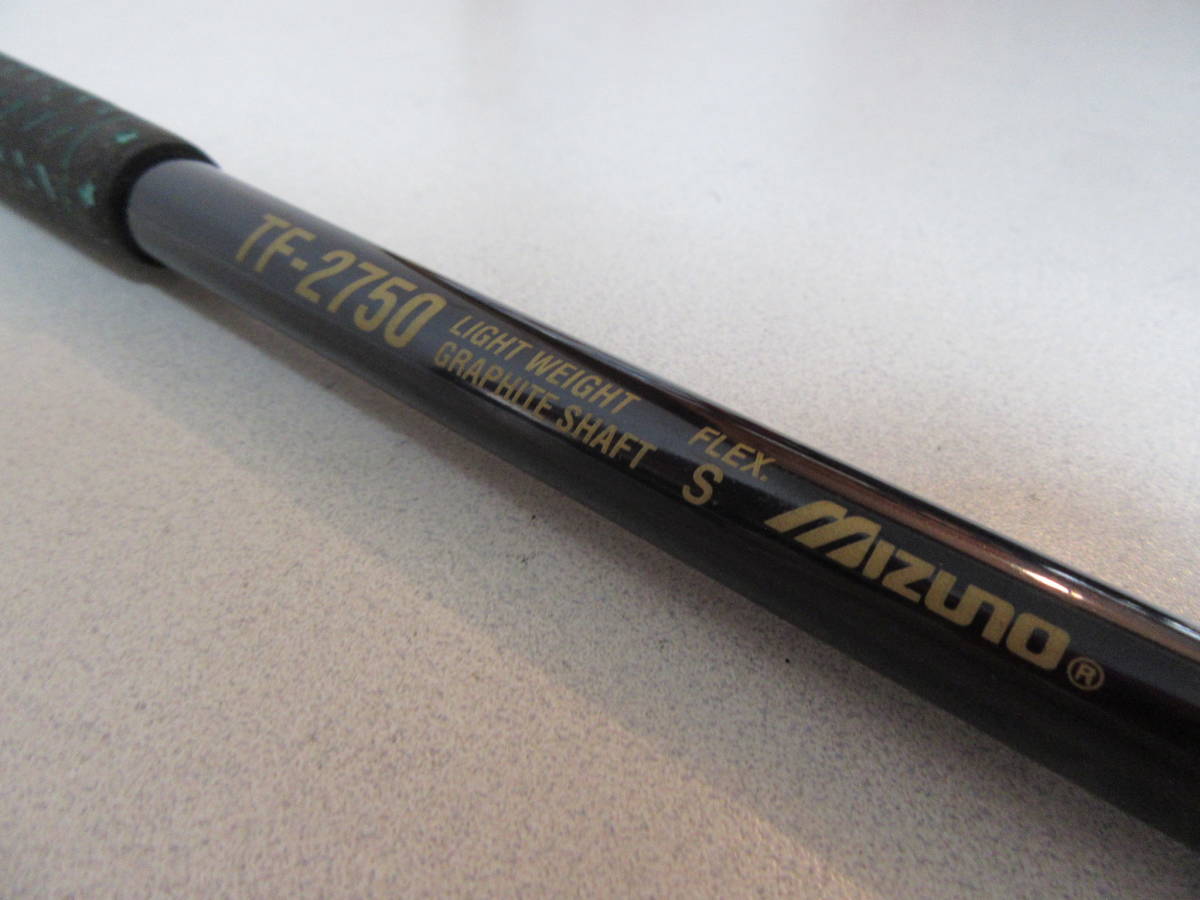 TF-2750
LIGHT WEIGHT
GRAPHITE SHAFT
FLEX.
S
MIZUNO ®